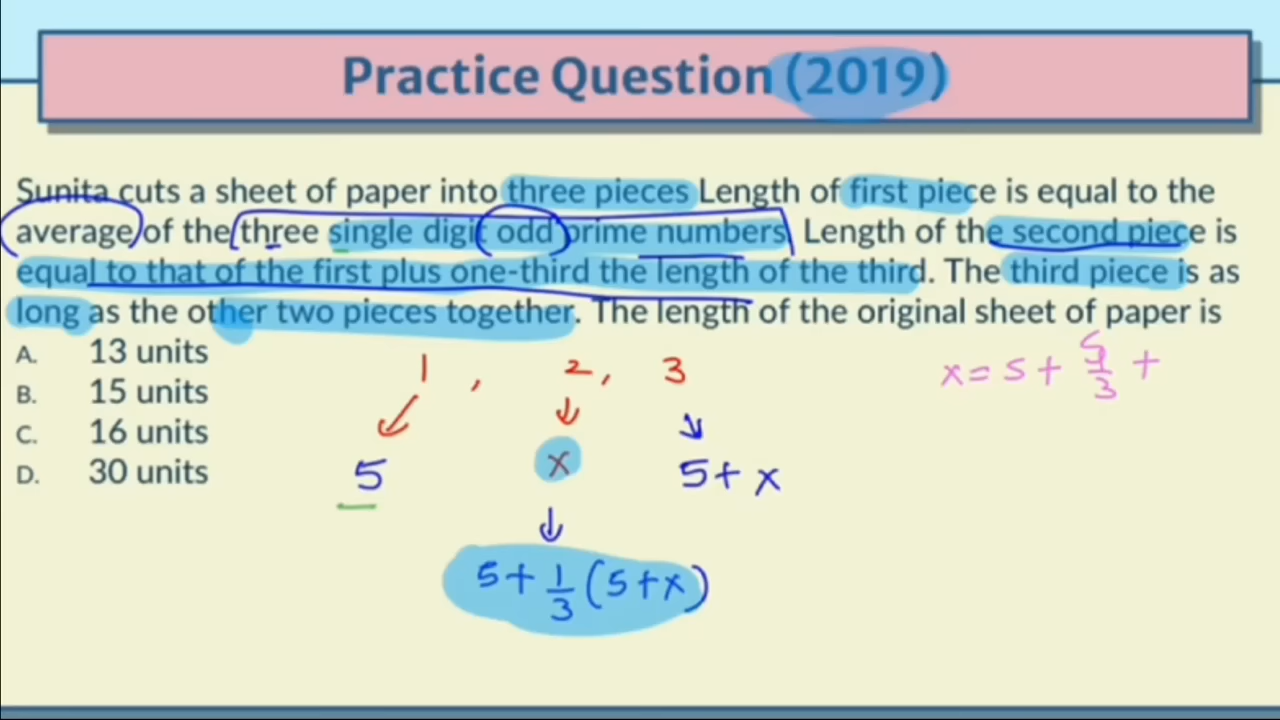 Practice Question (2019)
Sunita cuts a sheet of paper into three pieces Length of first piece is equal to the
average of the three single digit odd prime numbers. Length of the second piece is
equal to that of the first plus one-third the length of the third. The third piece is as
long as the other two pieces together. The length of the original sheet of paper is
A. 13 units
B. 15 units
C. 16 units
D. 30 units
1 , 2, 3
x = 5 + 5/3 +
5 x 5 + x
5 + 1/3 (5 + x)